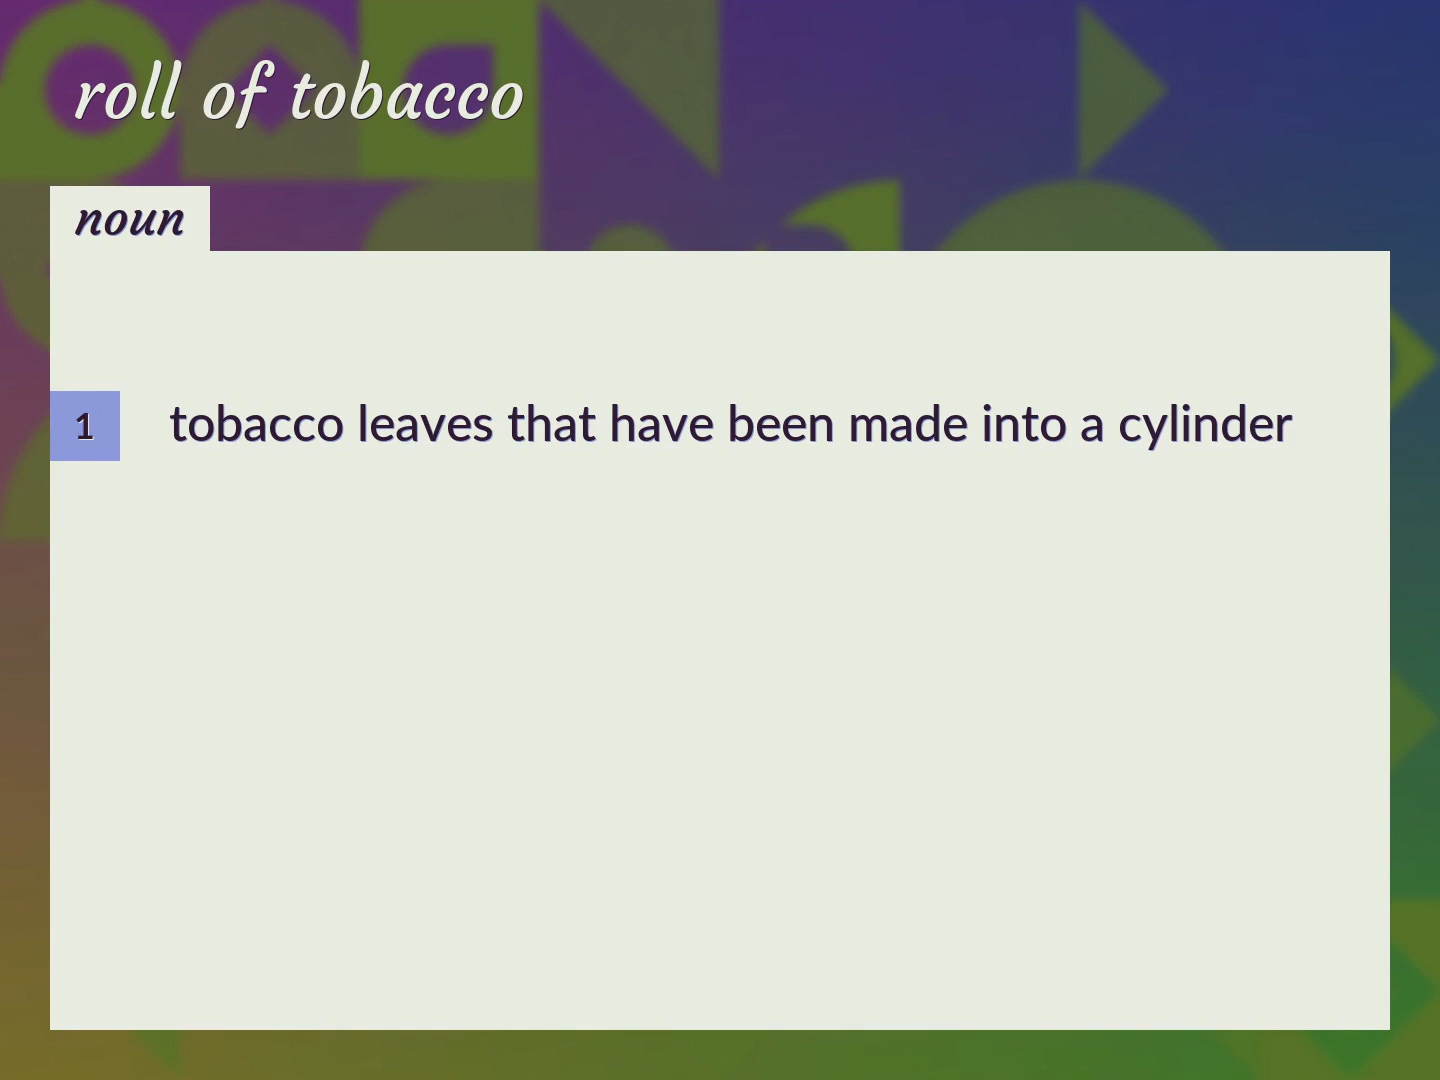 roll of tobacco
noun
1 tobacco leaves that have been made into a cylinder